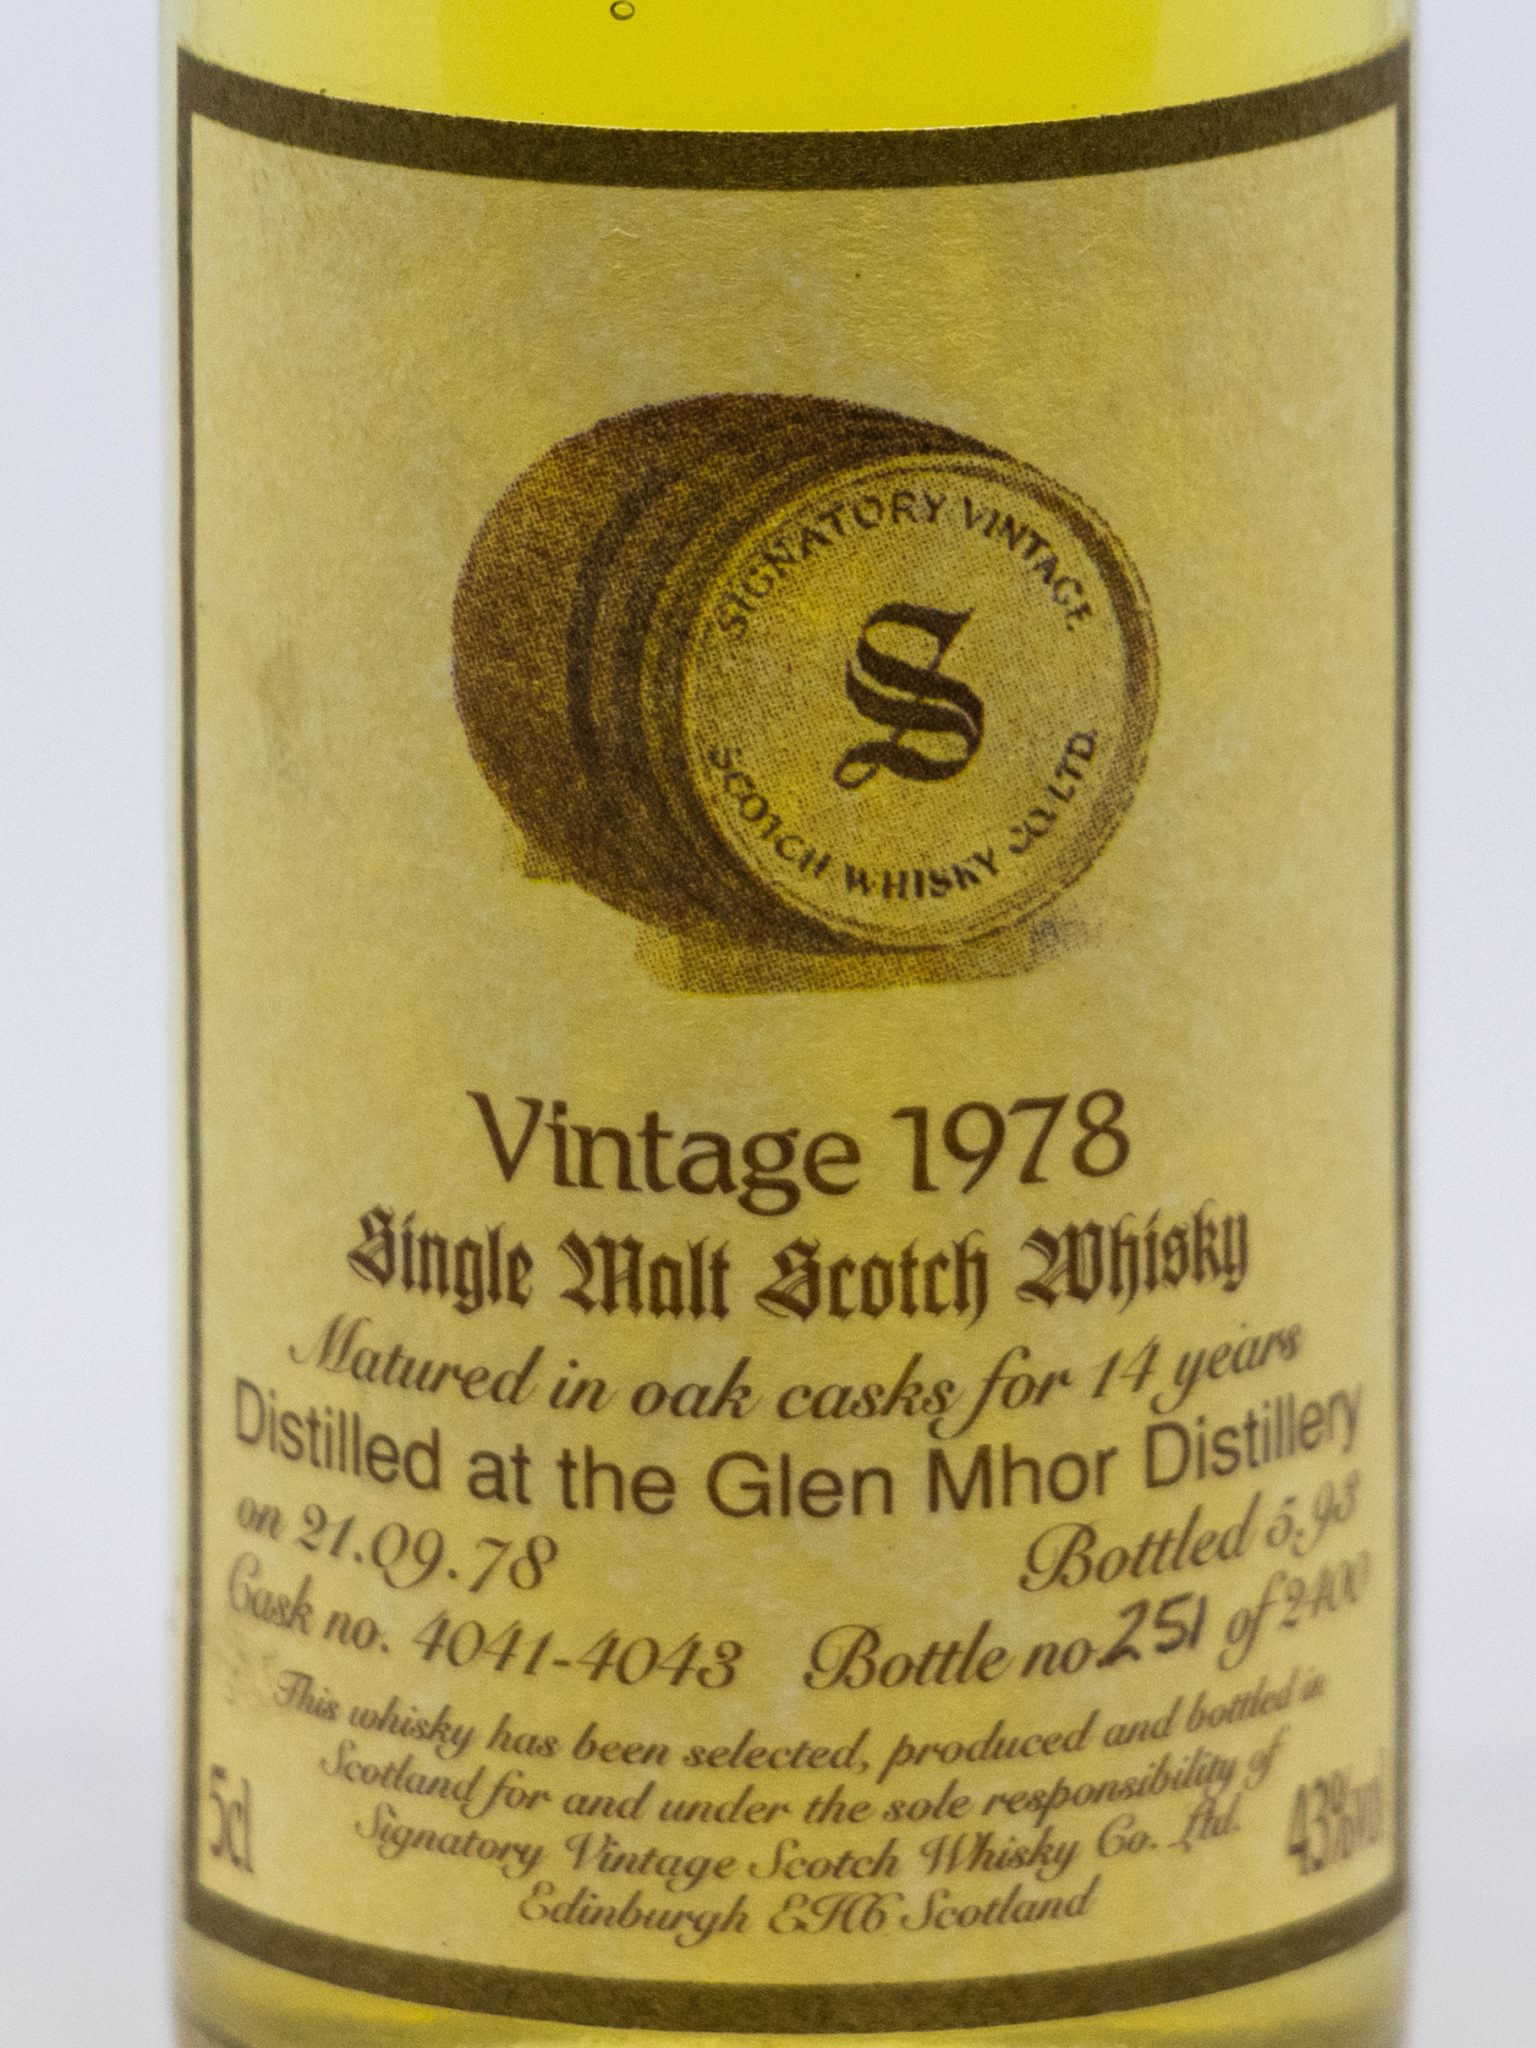 SIGNATORY VINTAGE
S
SCOTCH WHISKY CO. LTD.
Vintage 1978
Single Malt Scotch Whisky
Matured in oak casks for 14 years
Distilled at the Glen Mhor Distillery
on 21.09.78 Bottled 5.93
Cask no. 4041-4043 Bottle no. 251 of 2400
This whisky has been selected, produced and bottled in
Scotland for and under the sole responsibility of
Signatory Vintage Scotch Whisky Co. Ltd.
Edinburgh EH6 Scotland
5cl 43%vol